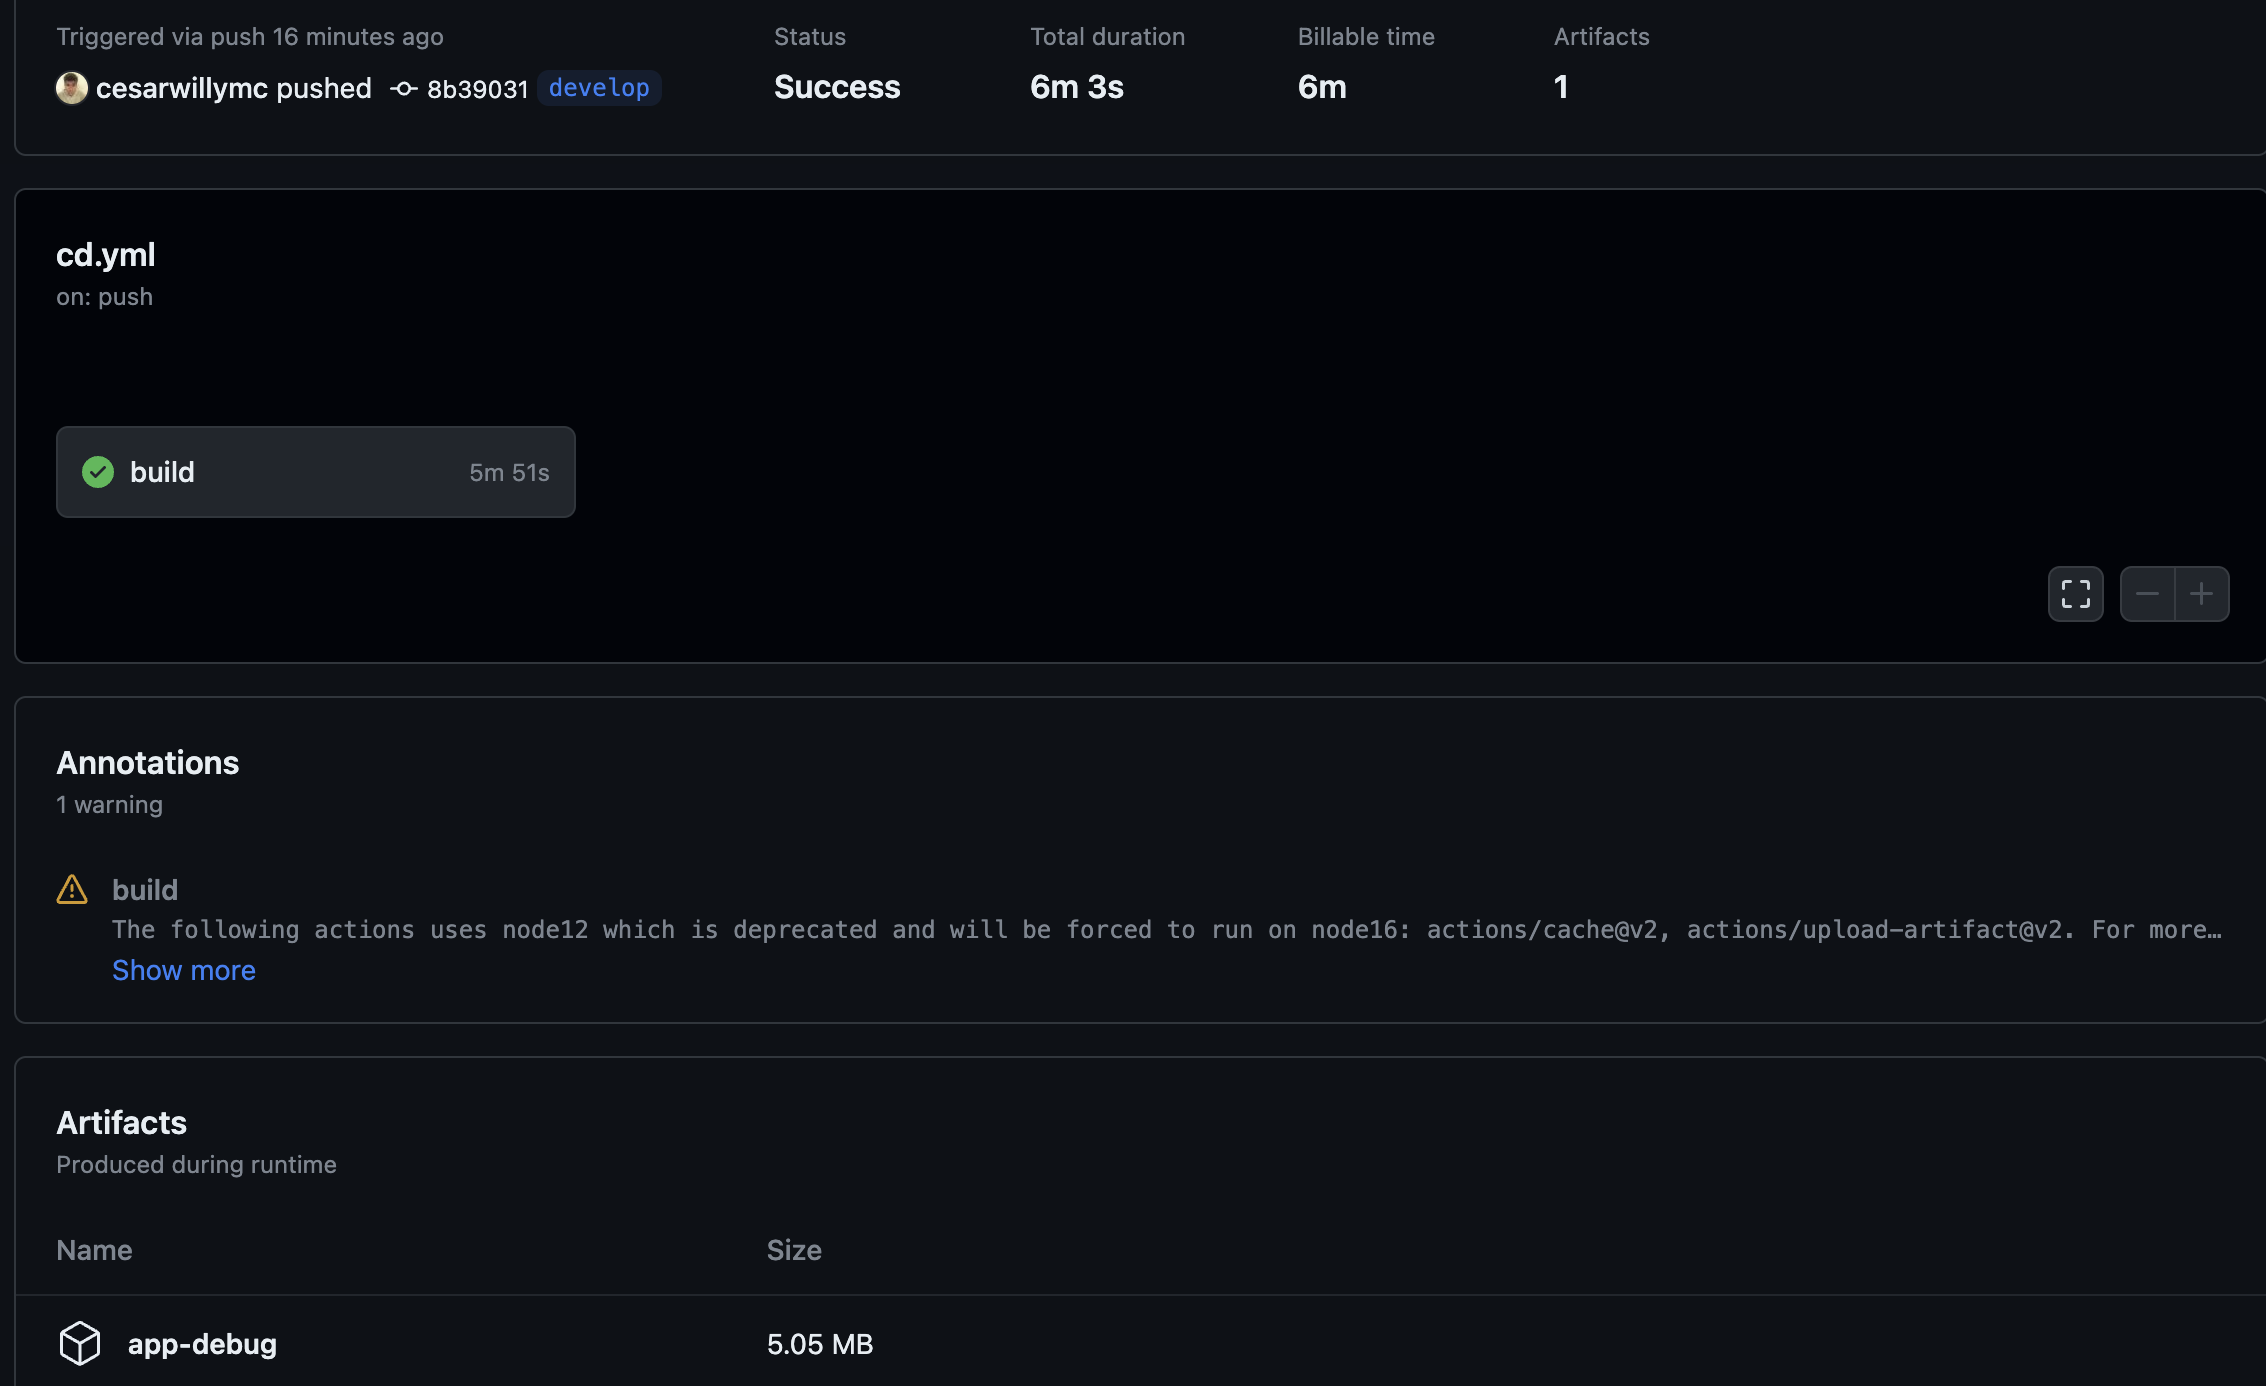 Triggered via push 16 minutes ago
Status
Total duration
Billable time
Artifacts
cesarwillymc pushed 8b39031 develop
Success
6m 3s
6m
1
cd.yml
on: push
build 5m 51s
Annotations
1 warning
build
The following actions uses node12 which is deprecated and will be forced to run on node16: actions/cache@v2, actions/upload-artifact@v2. For more…
Show more
Artifacts
Produced during runtime
Name Size
app-debug 5.05 MB